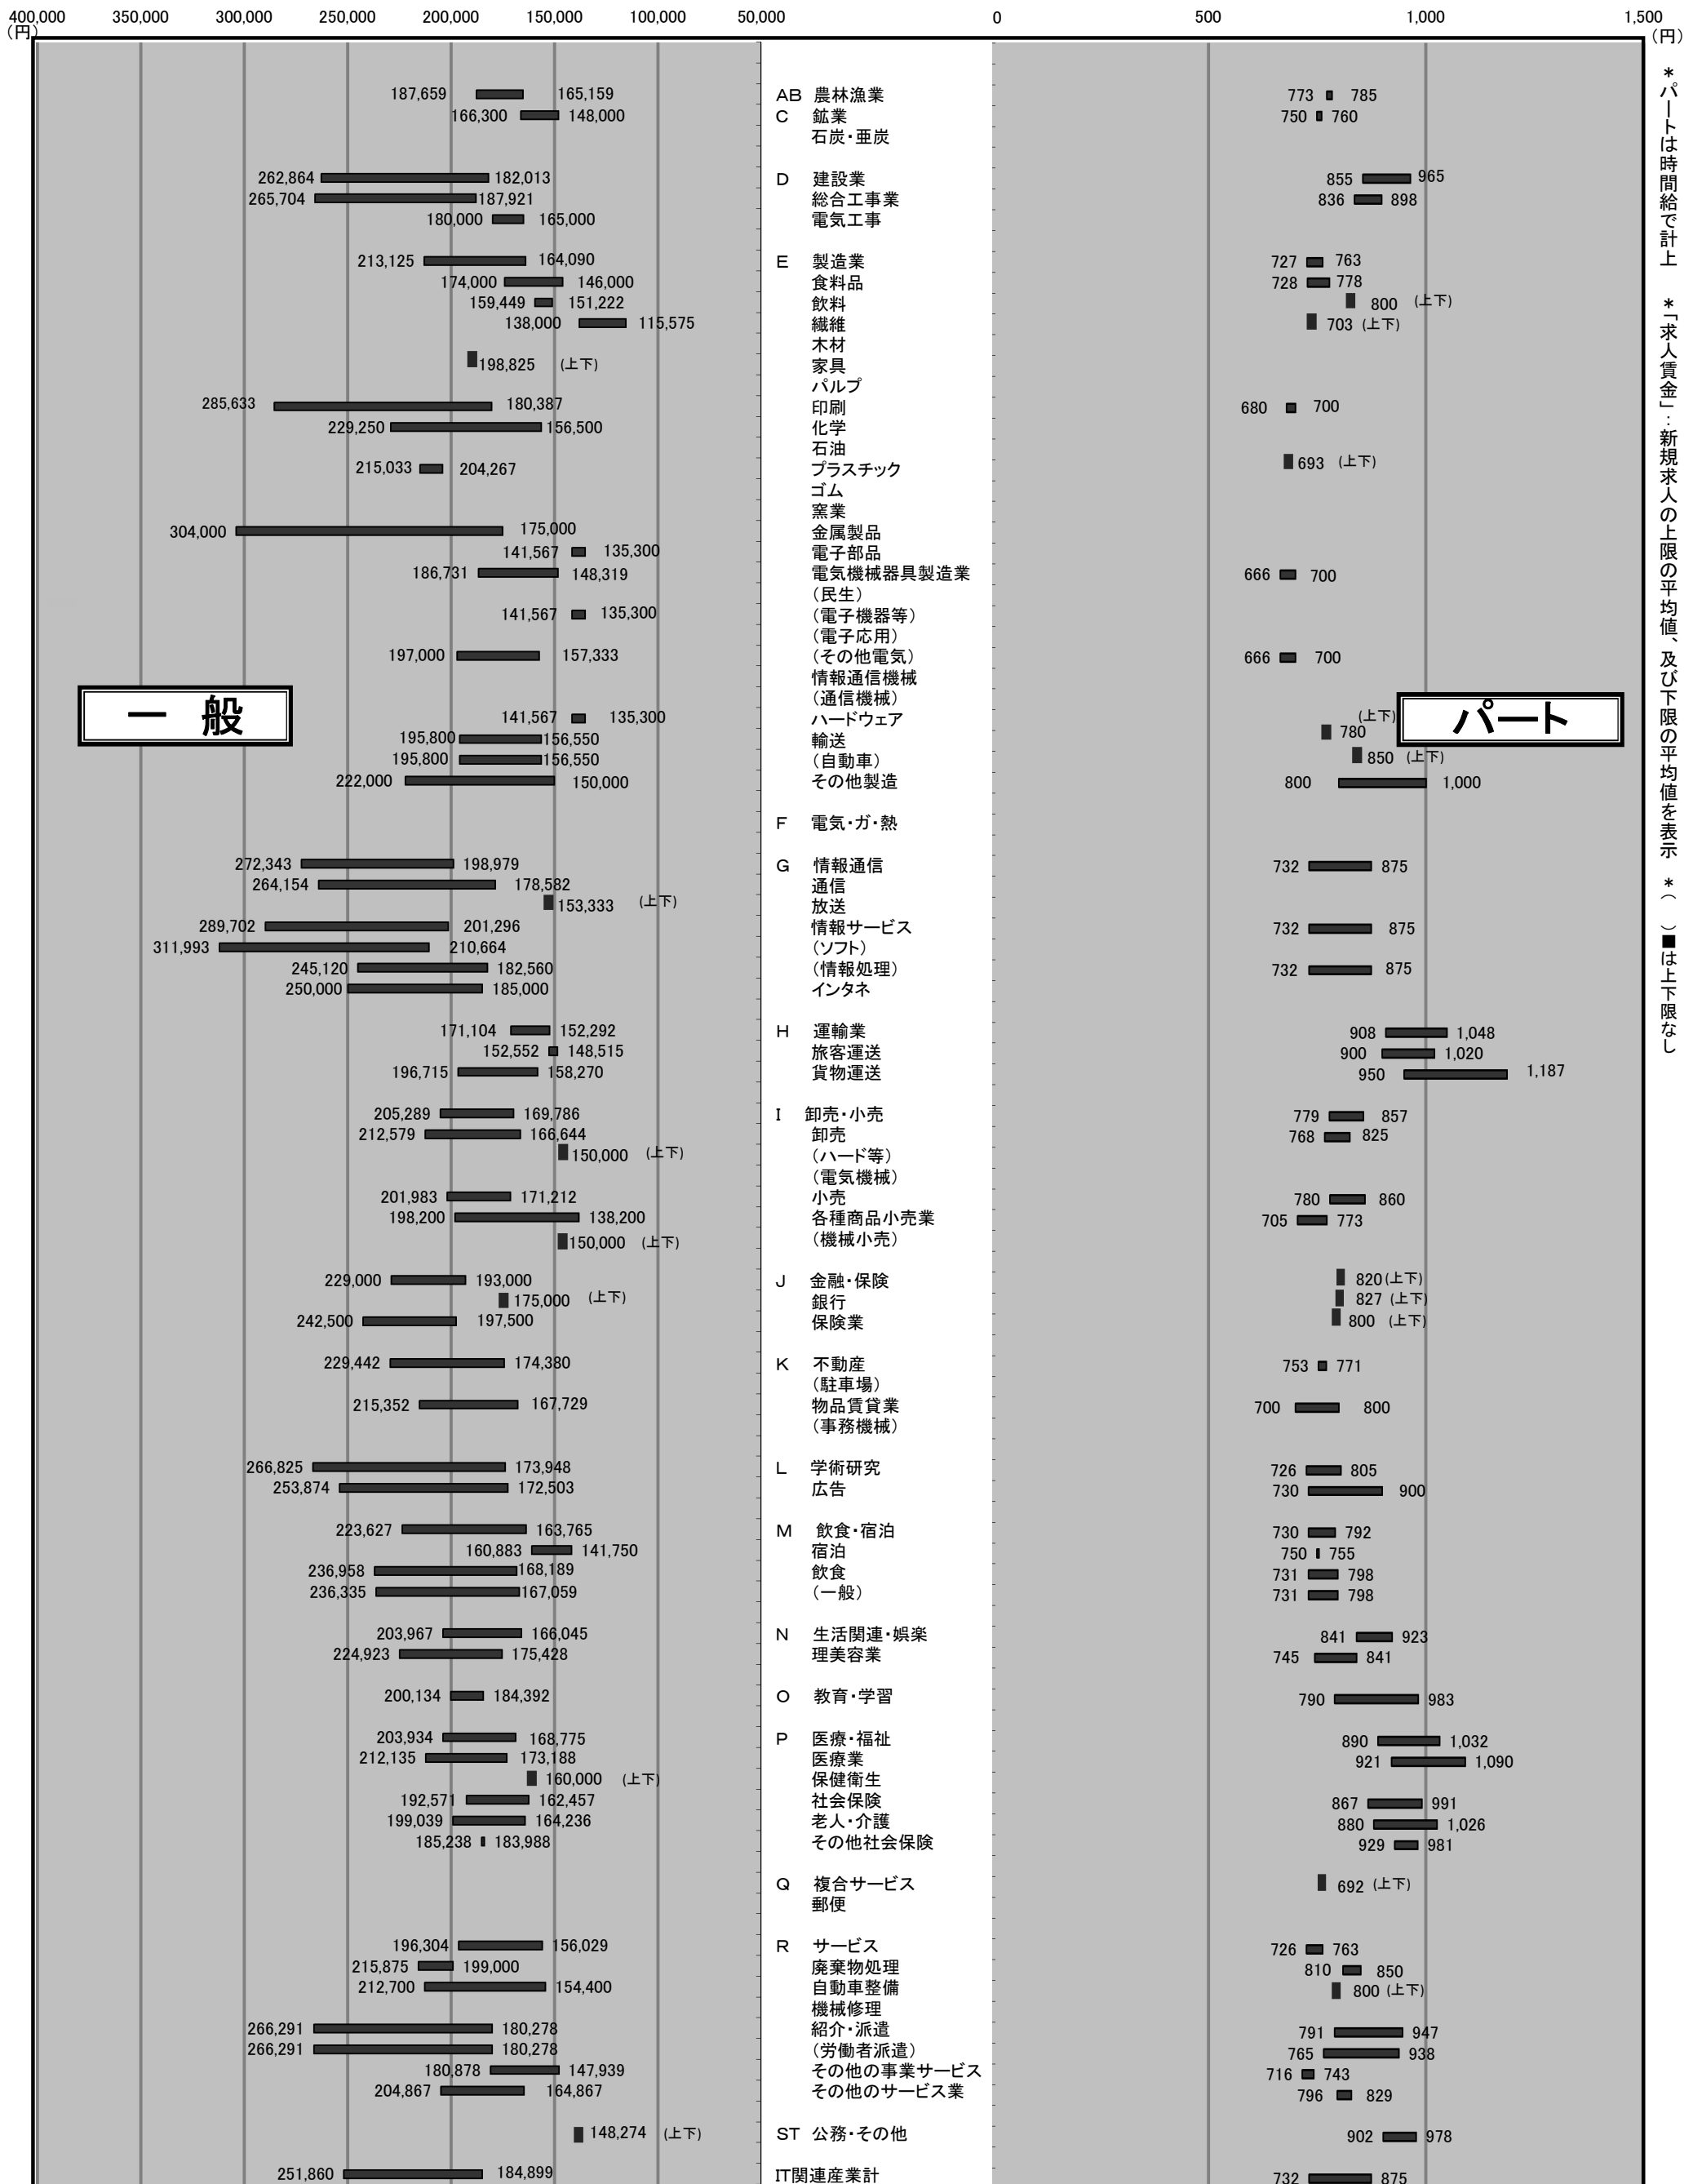 400,000 350,000 300,000 250,000 200,000 150,000 100,000 50,000 0 500 1,000 1,500
(円) (円)
187,659 165,159 AB 農林漁業 773 785
166,300 148,000 C 鉱業 750 760
石炭・亜炭
262,864 182,013 D 建設業 855 965
265,704 187,921 総合工事業 836 898
180,000 165,000 電気工事
213,125 164,090 E 製造業 727 763
174,000 146,000 食料品 728 778
159,449 151,222 飲料 800 (上下)
138,000 115,575 繊維 703 (上下)
木材
198,825 (上下) 家具
パルプ
285,633 180,387 印刷 680 700
229,250 156,500 化学
石油
215,033 204,267 プラスチック 693 (上下)
ゴム
窯業
304,000 175,000 金属製品
141,567 135,300 電子部品
186,731 148,319 電気機械器具製造業 666 700
(民生)
141,567 135,300 (電子機器等)
(電子応用)
197,000 157,333 (その他電気) 666 700
情報通信機械
(通信機械)
一 般
パート
141,567 135,300 ハードウェア (上下)
195,800 156,550 輸送 780
195,800 156,550 (自動車) 850 (上下)
222,000 150,000 その他製造 800 1,000
F 電気・ガ・熱
272,343 198,979 G 情報通信 732 875
264,154 178,582 通信
153,333 (上下) 放送
289,702 201,296 情報サービス 732 875
311,993 210,664 (ソフト)
245,120 182,560 (情報処理) 732 875
250,000 185,000 インタネ
171,104 152,292 H 運輸業 908 1,048
152,552 148,515 旅客運送 900 1,020
196,715 158,270 貨物運送 950 1,187
205,289 169,786 I 卸売・小売 779 857
212,579 166,644 卸売 768 825
150,000 (上下) (ハード等)
(電気機械)
201,983 171,212 小売 780 860
198,200 138,200 各種商品小売業 705 773
150,000 (上下) (機械小売)
229,000 193,000 J 金融・保険 820 (上下)
175,000 (上下) 銀行 827 (上下)
242,500 197,500 保険業 800 (上下)
229,442 174,380 K 不動産 753 771
(駐車場)
215,352 167,729 物品賃貸業 700 800
(事務機械)
266,825 173,948 L 学術研究 726 805
253,874 172,503 広告 730 900
223,627 163,765 M 飲食・宿泊 730 792
160,883 141,750 宿泊 750 755
236,958 168,189 飲食 731 798
236,335 167,059 (一般) 731 798
203,967 166,045 N 生活関連・娯楽 841 923
224,923 175,428 理美容業 745 841
200,134 184,392 O 教育・学習 790 983
203,934 168,775 P 医療・福祉 890 1,032
212,135 173,188 医療業 921 1,090
160,000 (上下) 保健衛生
192,571 162,457 社会保険 867 991
199,039 164,236 老人・介護 880 1,026
185,238 183,988 その他社会保険 929 981
Q 複合サービス 692 (上下)
郵便
196,304 156,029 R サービス 726 763
215,875 199,000 廃棄物処理 810 850
212,700 154,400 自動車整備 800 (上下)
機械修理
266,291 180,278 紹介・派遣 791 947
266,291 180,278 (労働者派遣) 765 938
180,878 147,939 その他の事業サービス 716 743
204,867 164,867 その他のサービス業 796 829
148,274 (上下) ST 公務・その他 902 978
251,860 184,899 IT関連産業計 732 875
*パートは時間給で計上 *「求人賃金」:新規求人の上限の平均値、及び下限の平均値を表示 *( )■は上下限なし